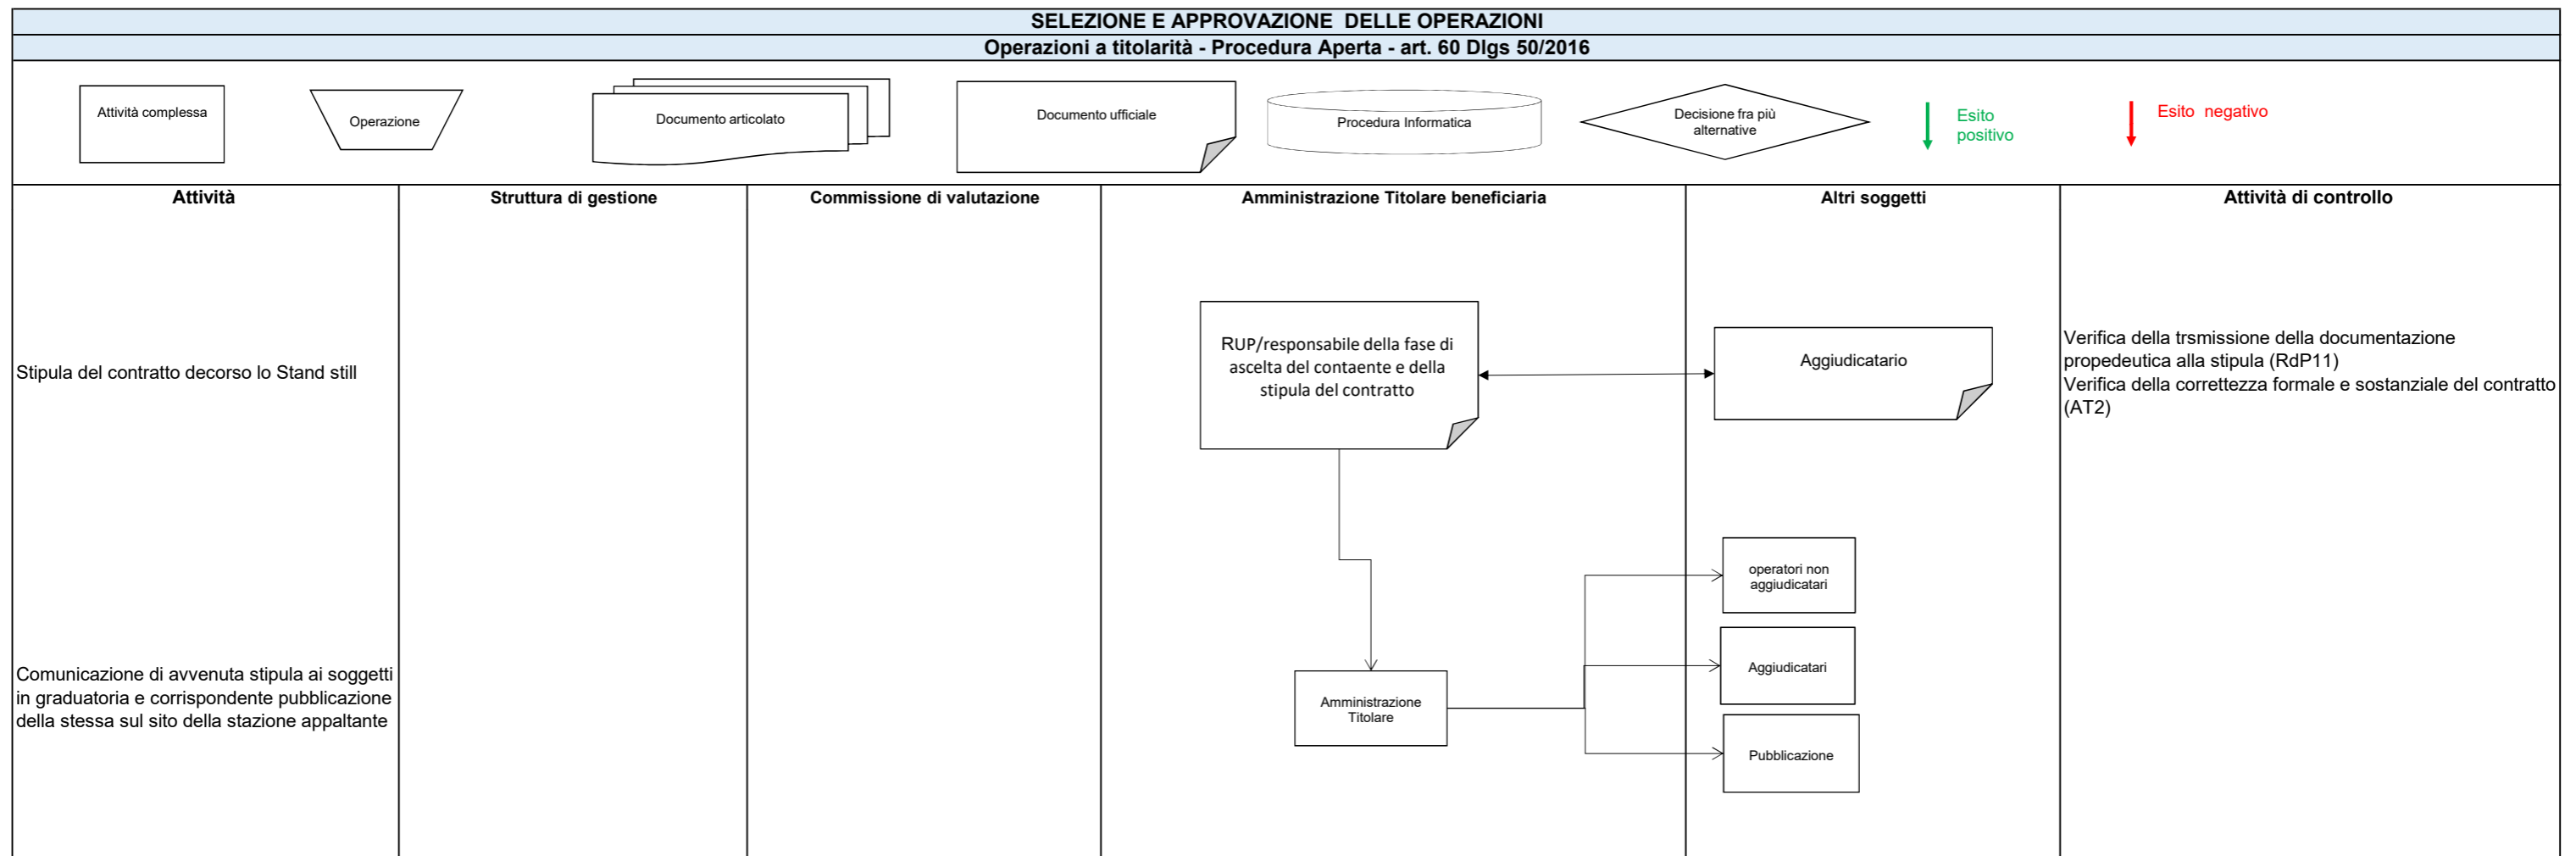 SELEZIONE E APPROVAZIONE  DELLE OPERAZIONI
Operazioni a titolarità - Procedura Aperta - art. 60 Dlgs 50/2016
Attività complessa
Operazione
Documento articolato
Documento ufficiale
Procedura Informatica
Decisione fra più
alternative
Esito
positivo
Esito  negativo
Attività
Struttura di gestione
Commissione di valutazione
Amministrazione Titolare beneficiaria
Altri soggetti
Attività di controllo
Stipula del contratto decorso lo Stand still
RUP/responsabile della fase di
ascelta del contaente e della
stipula del contratto
Aggiudicatario
Verifica della trsmissione della documentazione
propedeutica alla stipula (RdP11)
Verifica della correttezza formale e sostanziale del contratto
(AT2)
Comunicazione di avvenuta stipula ai soggetti
in graduatoria e corrispondente pubblicazione
della stessa sul sito della stazione appaltante
Amministrazione
Titolare
operatori non
aggiudicatari
Aggiudicatari
Pubblicazione